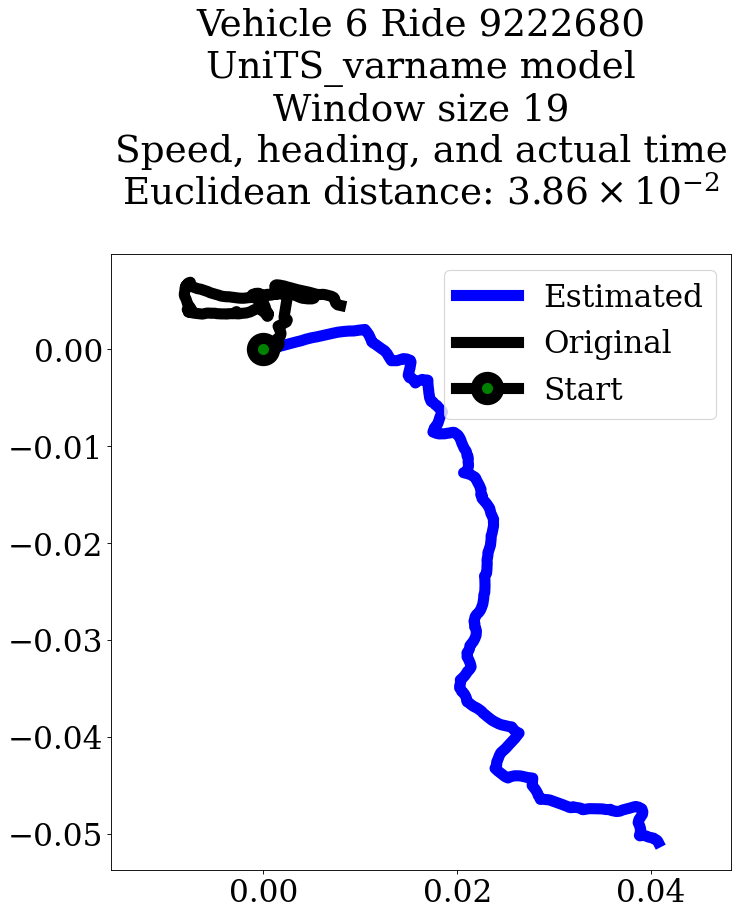 Vehicle 6 Ride 9222680
UniTS_varname model
Window size 19
Speed, heading, and actual time
Euclidean distance: 3.86 × 10⁻²
Estimated
Original
Start
0.00
−0.01
−0.02
−0.03
−0.04
−0.05
0.00 0.02 0.04